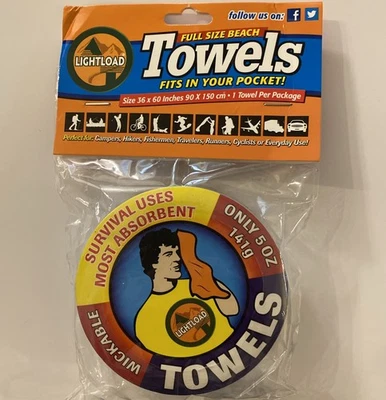 follow us on:
FULL SIZE BEACH
LIGHTLOAD
Towels
FITS IN YOUR POCKET!
Size 36 x 60 Inches 90 X 150 cm • 1 Towel Per Package
Perfect for: Campers, Hikers, Fishermen, Travelers, Runners, Cyclists or Everyday Use!
SURVIVAL USES
MOST ABSORBENT
ONLY 5 OZ
141g
WICKABLE
LIGHTLOAD
TOWELS